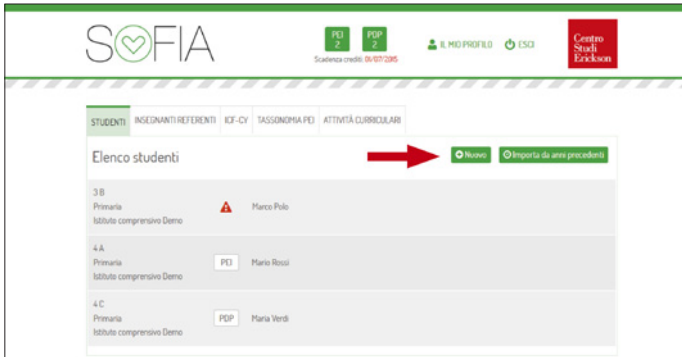 SOFIA
PEI
2
PDP
2
Scadenza crediti: 01/07/2015
IL MIO PROFILO
ESCI
Centro
Studi
Erickson
STUDENTI
INSEGNANTI REFERENTI
ICF-CY
TASSONOMIA PEI
ATTIVITÀ CURRICULARI
Elenco studenti
Nuovo
Importa da anni precedenti
3 B
Primaria
Istituto comprensivo Demo
Marco Polo
4 A
Primaria
Istituto comprensivo Demo
PEI
Mario Rossi
4 C
Primaria
Istituto comprensivo Demo
PDP
Maria Verdi